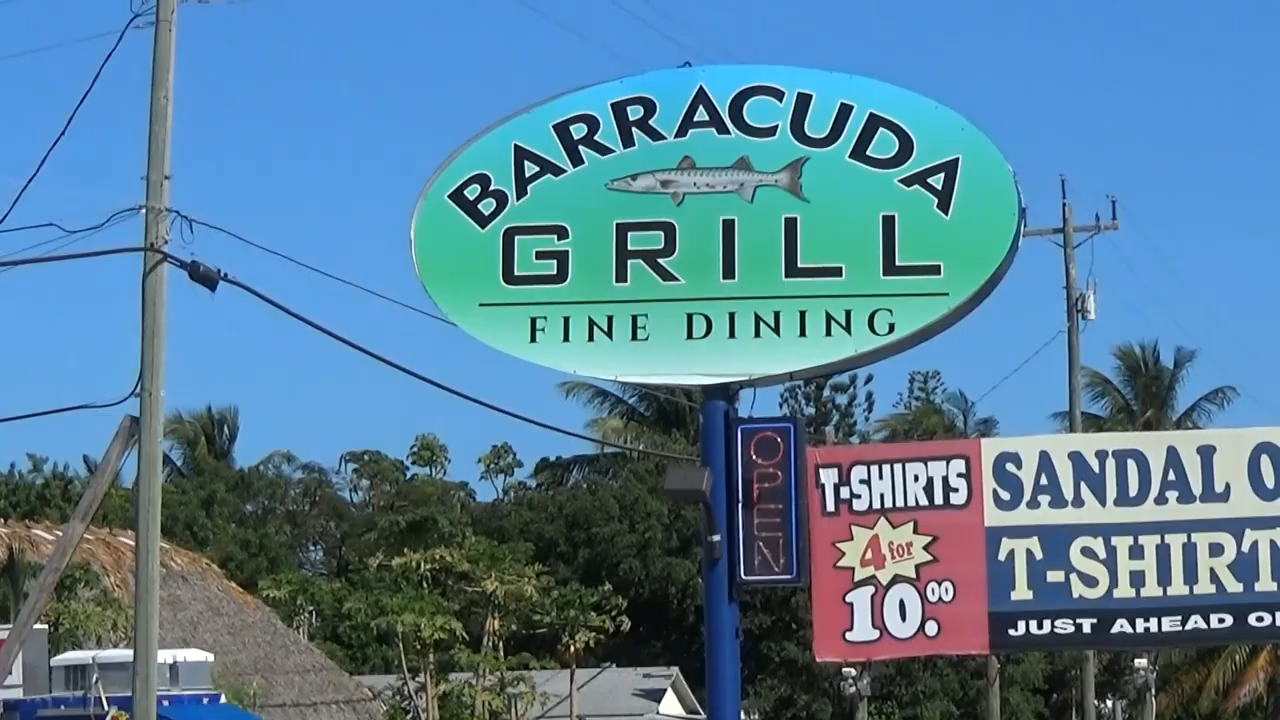 BARRACUDA
GRILL
FINE DINING
OPEN
T-SHIRTS
4 for
10.00
SANDAL
T-SHIRT
JUST AHEAD